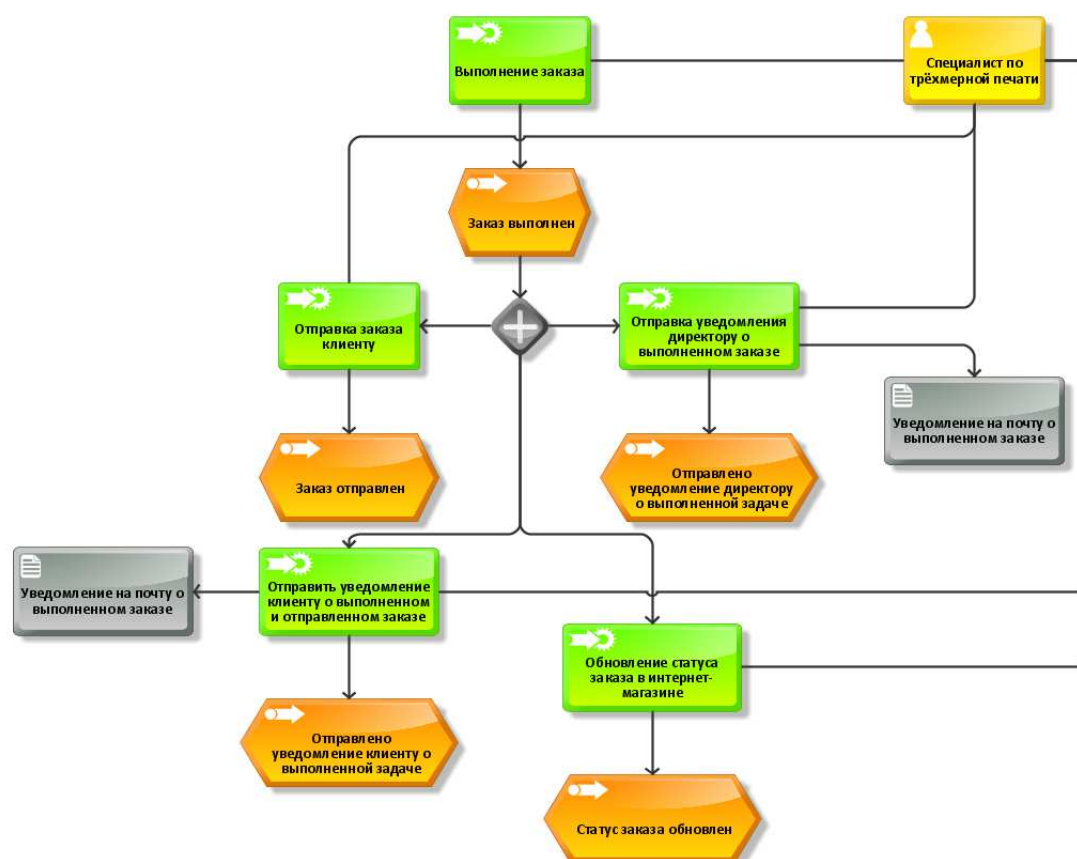 Выполнение заказа
Специалист по
трёхмерной печати
Заказ выполнен
Отправка заказа
клиенту
Отправка уведомления
директору о
выполненном заказе
Уведомление на почту о
выполненном заказе
Заказ отправлен
Отправлено
уведомление директору
о выполненной задаче
Уведомление на почту о
выполненном заказе
Отправить уведомление
клиенту о выполненном
и отправленном заказе
Обновление статуса
заказа в интернет-
магазине
Отправлено
уведомление клиенту о
выполненной задаче
Статус заказа обновлен